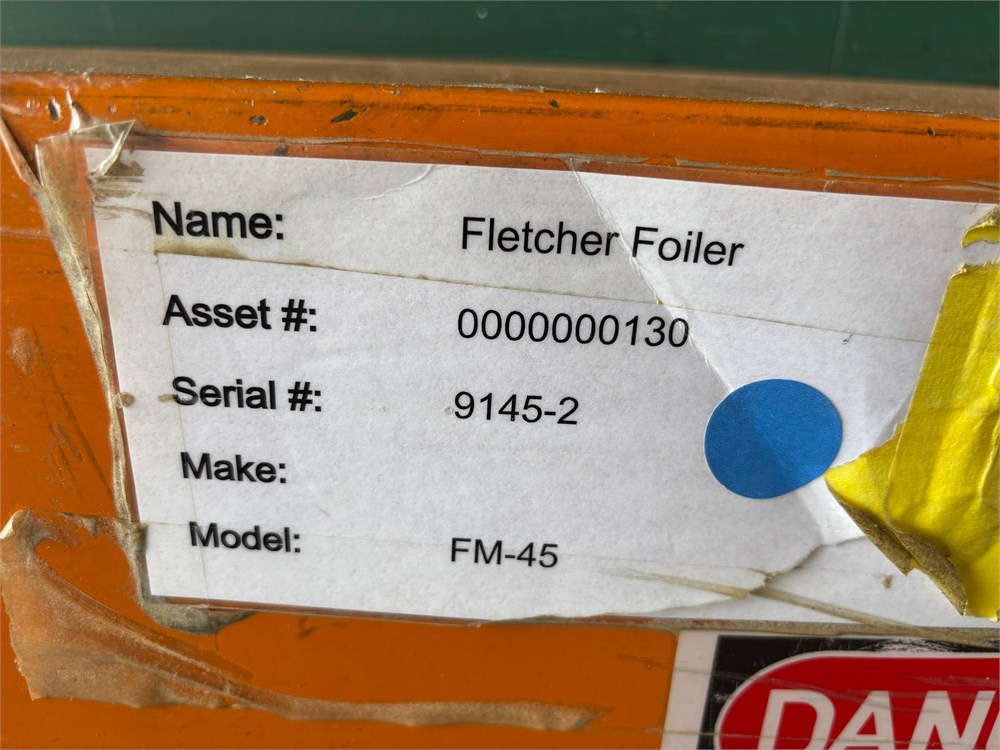 Name: Fletcher Foiler
Asset #: 0000000130
Serial #: 9145-2
Make:
Model: FM-45